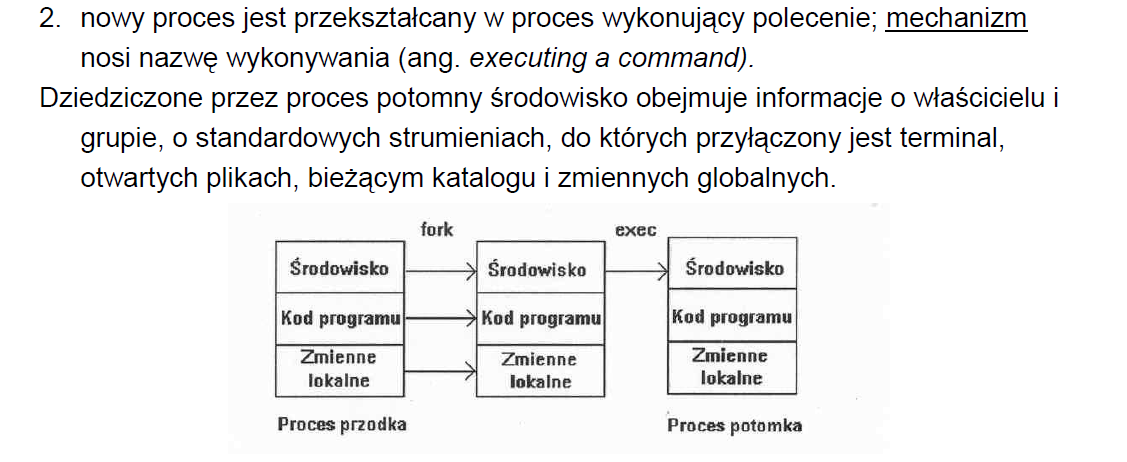 2. nowy proces jest przekształcany w proces wykonujący polecenie; mechanizm
nosi nazwę wykonywania (ang. executing a command).
Dziedziczone przez proces potomny środowisko obejmuje informacje o właścicielu i
grupie, o standardowych strumieniach, do których przyłączony jest terminal,
otwartych plikach, bieżącym katalogu i zmiennych globalnych.
fork
exec
Środowisko
Kod programu
Zmienne
lokalne
Proces przodka
Środowisko
Kod programu
Zmienne
lokalne
Środowisko
Kod programu
Zmienne
lokalne
Proces potomka